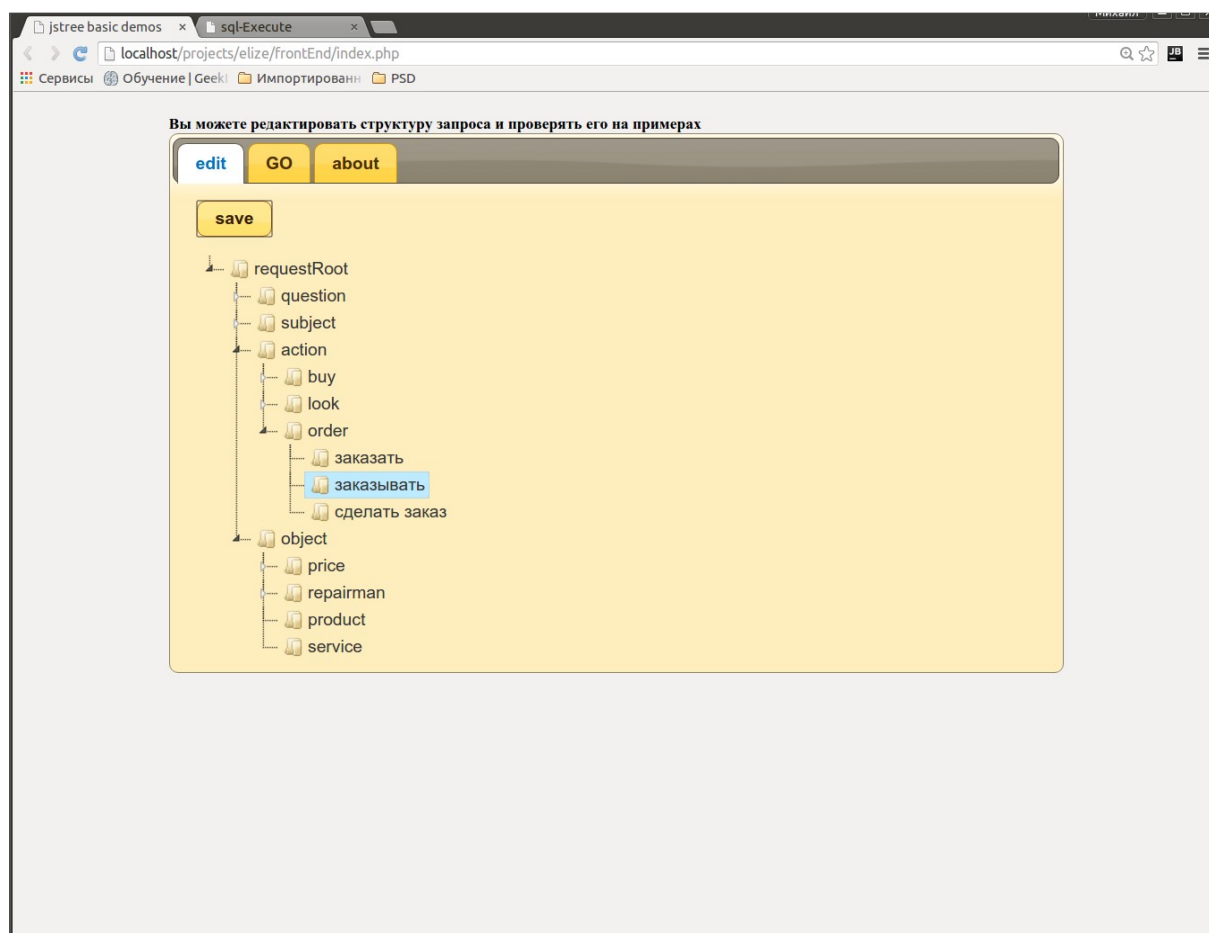 Михаил
jstree basic demos
sql-Execute
localhost/projects/elize/frontEnd/index.php
JB
Сервисы Обучение | Geek Импортированн PSD
Вы можете редактировать структуру запроса и проверять его на примерах
edit GO about
save
requestRoot
question
subject
action
buy
look
order
заказать
заказывать
сделать заказ
object
price
repairman
product
service